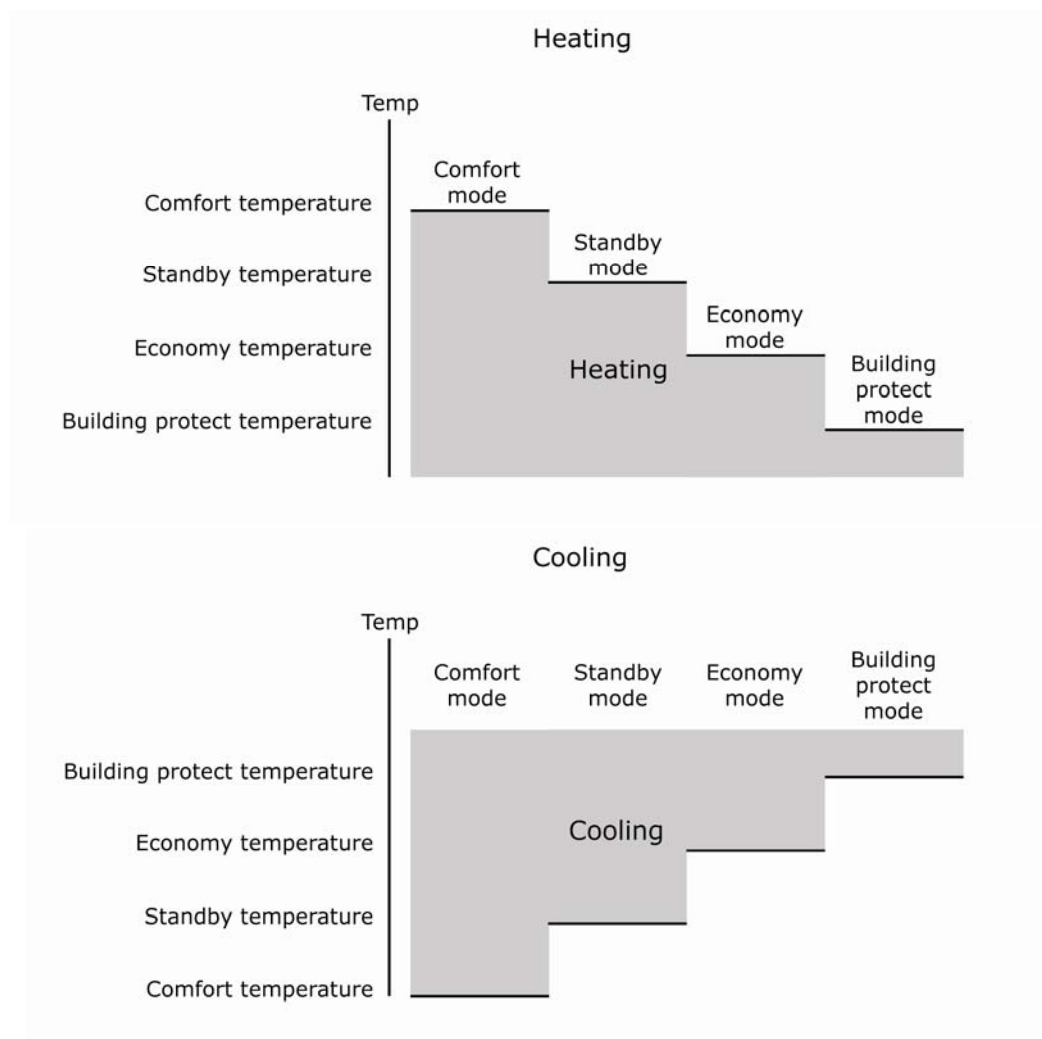 Heating
Temp
Comfort
mode
Comfort temperature
Standby
mode
Standby temperature
Economy
mode
Economy temperature
Heating
Building
protect
mode
Building protect temperature
Cooling
Temp
Comfort
mode
Standby
mode
Economy
mode
Building
protect
mode
Building protect temperature
Cooling
Economy temperature
Standby temperature
Comfort temperature